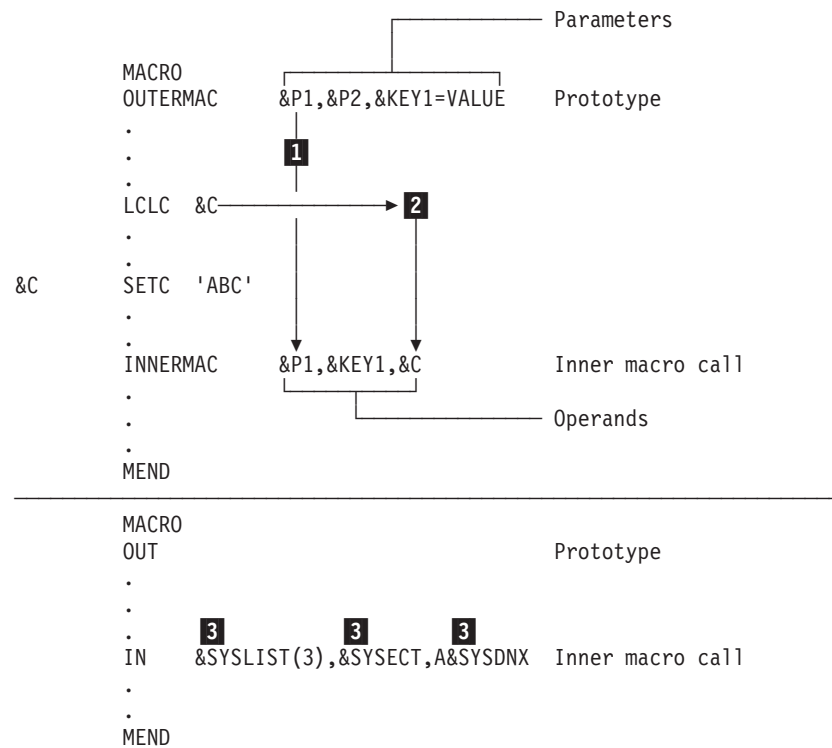 Parameters
MACRO
OUTERMAC &P1,&P2,&KEY1=VALUE Prototype
.
. 1
.
LCLC &C 2
.
.
&C SETC 'ABC'
.
.
INNERMAC &P1,&KEY1,&C Inner macro call
.
. Operands
.
MEND
MACRO
OUT Prototype
.
.
. 3 3 3
IN &SYSLIST(3),&SYSECT,A&SYSDNX Inner macro call
.
.
MEND